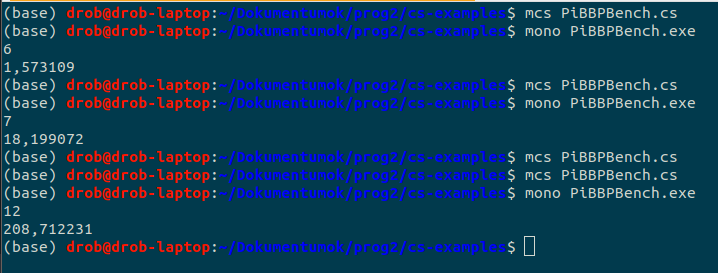 (base) drob@drob-laptop:~/Dokumentumok/prog2/cs-examples$ mcs PiBBPBench.cs
(base) drob@drob-laptop:~/Dokumentumok/prog2/cs-examples$ mono PiBBPBench.exe
6
1,573109
(base) drob@drob-laptop:~/Dokumentumok/prog2/cs-examples$ mcs PiBBPBench.cs
(base) drob@drob-laptop:~/Dokumentumok/prog2/cs-examples$ mono PiBBPBench.exe
7
18,199072
(base) drob@drob-laptop:~/Dokumentumok/prog2/cs-examples$ mcs PiBBPBench.cs
(base) drob@drob-laptop:~/Dokumentumok/prog2/cs-examples$ mcs PiBBPBench.cs
(base) drob@drob-laptop:~/Dokumentumok/prog2/cs-examples$ mono PiBBPBench.exe
12
208,712231
(base) drob@drob-laptop:~/Dokumentumok/prog2/cs-examples$